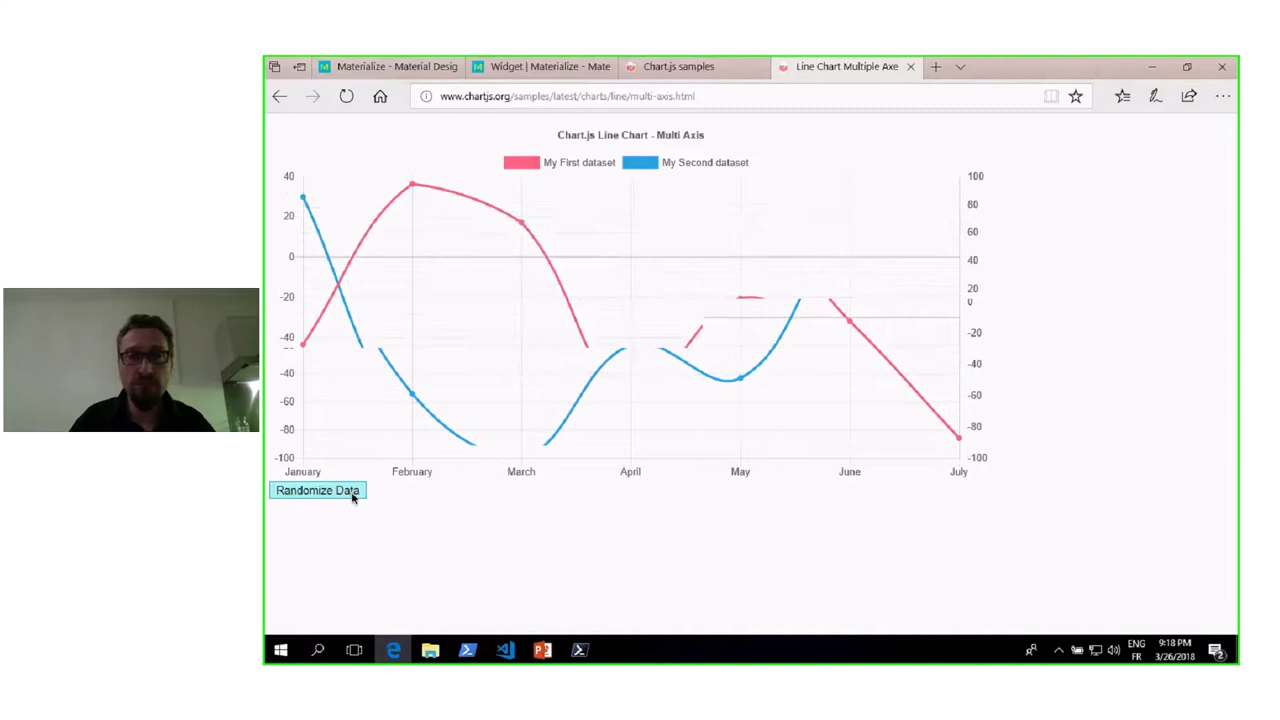 Materialize - Material Desig
Widget | Materialize - Mate
Chart.js samples
Line Chart Multiple Axe
www.chartjs.org/samples/latest/charts/line/multi-axis.html
Chart.js Line Chart - Multi Axis
My First dataset
My Second dataset
40
20
0
-20
-40
-40
-60
-80
-100
100
80
60
40
20
0
-20
-40
-60
-80
-100
January
February
March
April
May
June
July
Randomize Data
ENG
FR
9:18 PM
3/26/2018
2